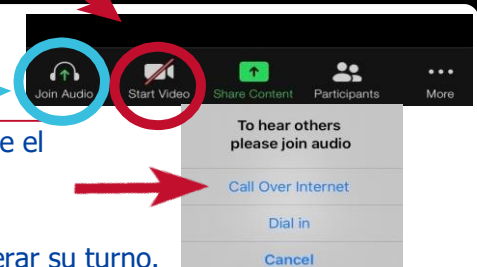 Join Audio Start Video Share Content Participants More
e el
To hear others
please join audio
Call Over Internet
Dial in
erar su turno.
Cancel